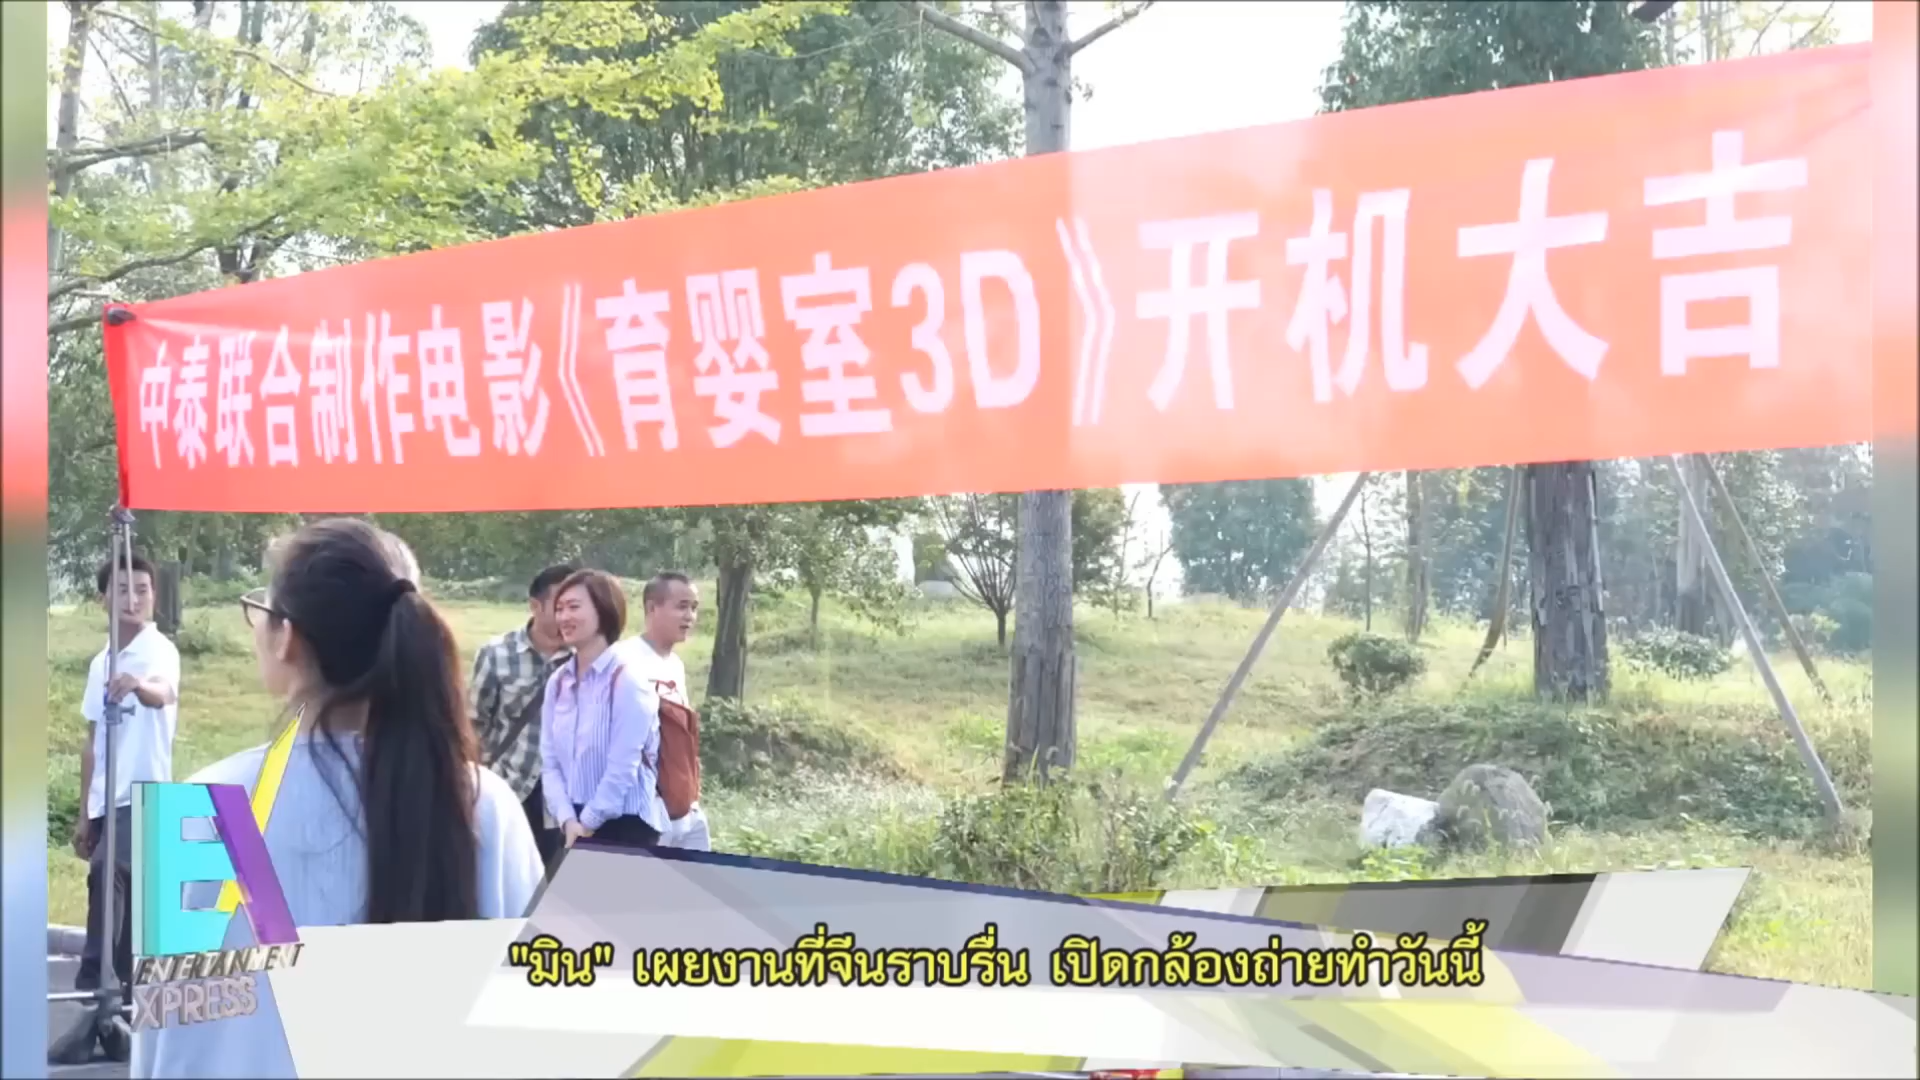 中泰联合制作电影《育婴室3D》开机大吉
EX
ENTERTAINMENT
XPRESS
"มิน" เผยงานที่จีนราบรื่น เปิดกล้องถ่ายทำวันนี้